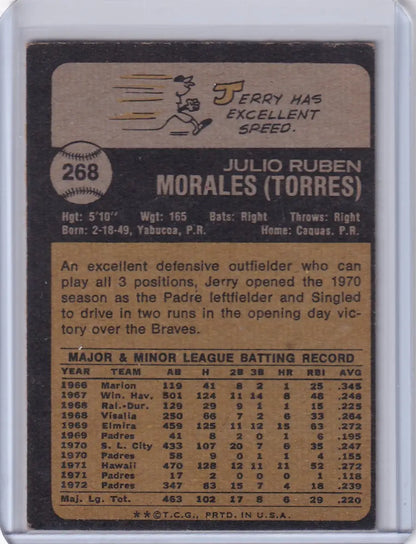 JERRY HAS
EXCELLENT
SPEED.
268
JULIO RUBEN
MORALES (TORRES)
Hgt: 5'10" Wgt: 165 Bats: Right Throws: Right
Born: 2-18-49, Yabucoa, P.R. Home: Caguas, P.R.
An excellent defensive outfielder who can
play all 3 positions, Jerry opened the 1970
season as the Padre leftfielder and Singled
to drive in two runs in the opening day vic-
tory over the Braves.
MAJOR & MINOR LEAGUE BATTING RECORD
YEAR TEAM AB H 2B 3B HR RBI AVG
1966 Marion 119 41 8 2 1 25 .345
1967 Win. Hav. 501 124 11 14 8 48 .248
1968 Ral.-Dur. 129 29 9 1 1 15 .225
1968 Visalia 250 66 7 2 6 33 .264
1969 Elmira 459 125 11 12 15 63 .272
1969 Padres 41 8 2 0 1 6 .195
1970 S. L. City 433 107 20 7 6 35 .247
1970 Padres 58 9 0 1 1 4 .155
1971 Hawaii 470 128 12 11 11 52 .272
1971 Padres 17 2 0 0 0 1 .118
1972 Padres 347 83 15 7 4 18 .239
Maj. Lg. Tot. 463 102 17 8 6 29 .220
**©T.C.G., PRTD. IN U.S.A.